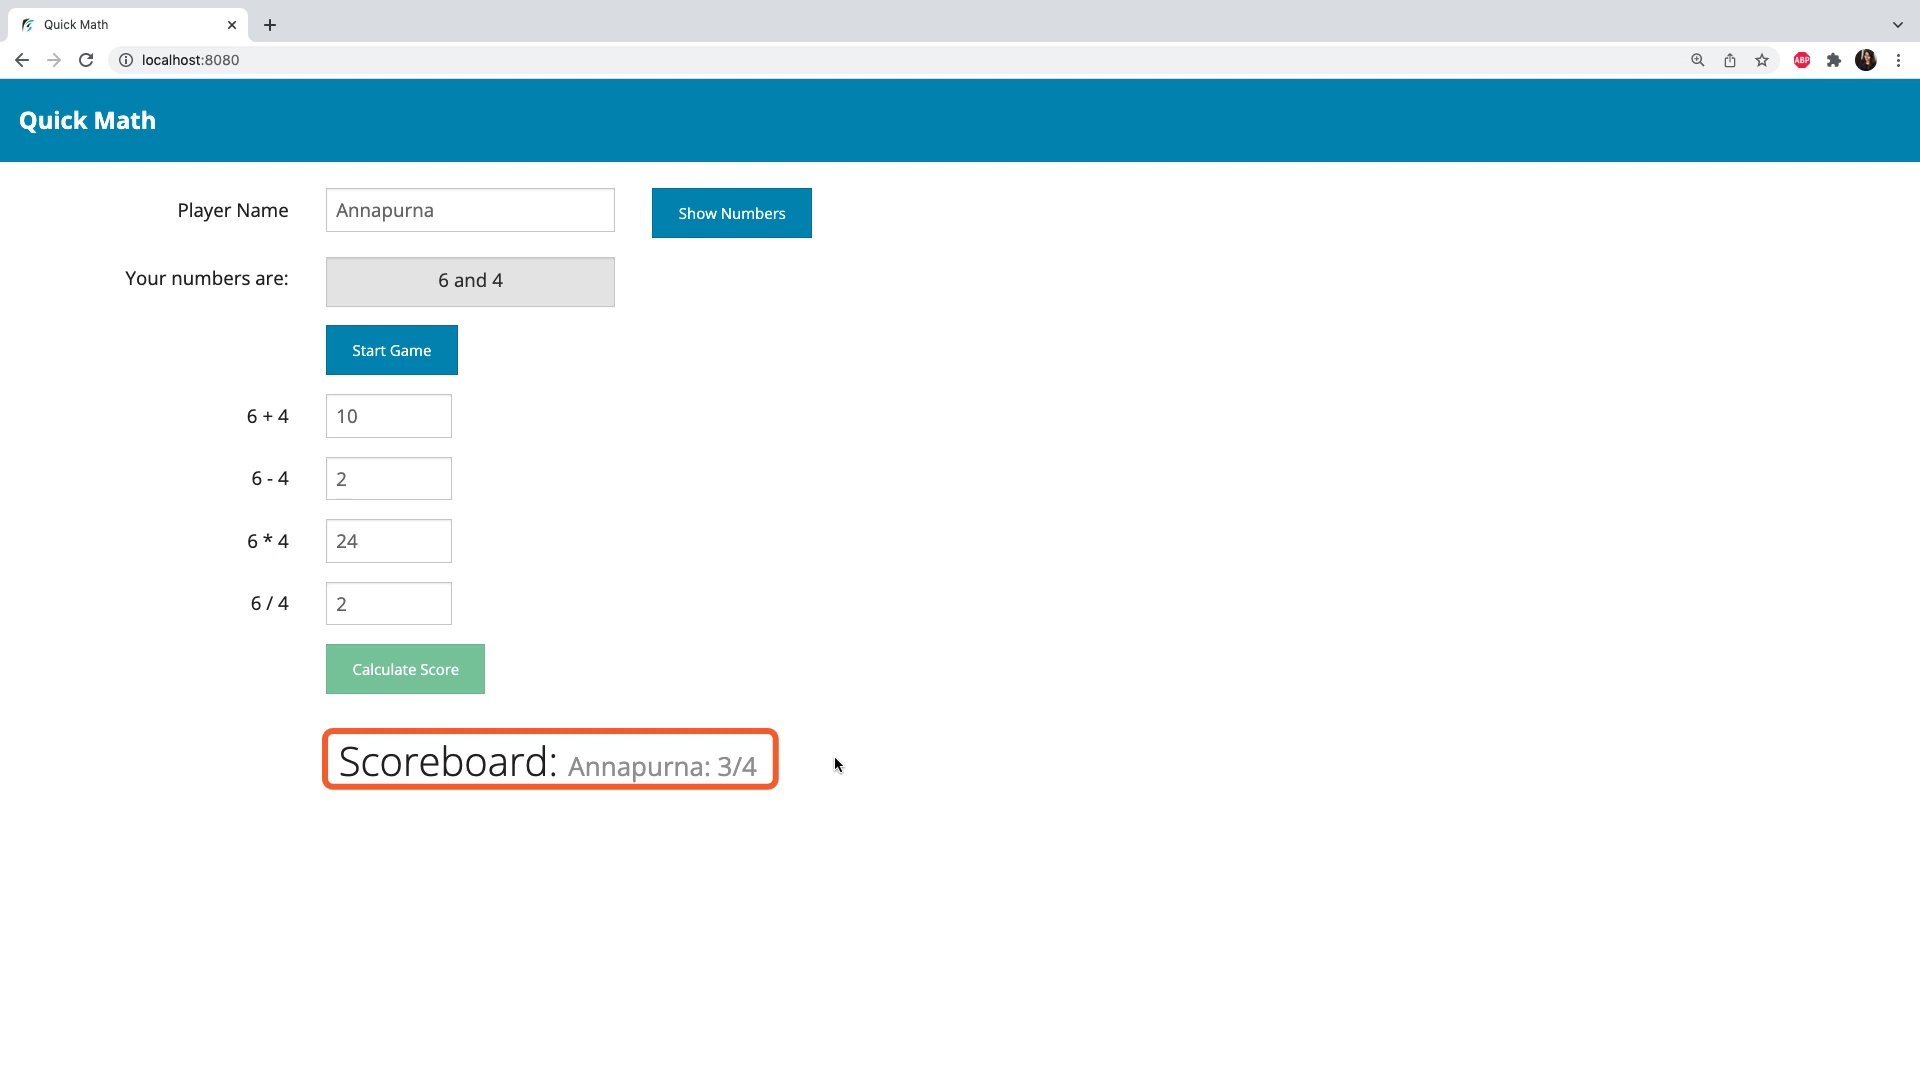 Quick Math
localhost:8080
ABP
Quick Math
Player Name Annapurna Show Numbers
Your numbers are: 6 and 4
Start Game
6 + 4 10
6 - 4 2
6 * 4 24
6 / 4 2
Calculate Score
Scoreboard: Annapurna: 3/4